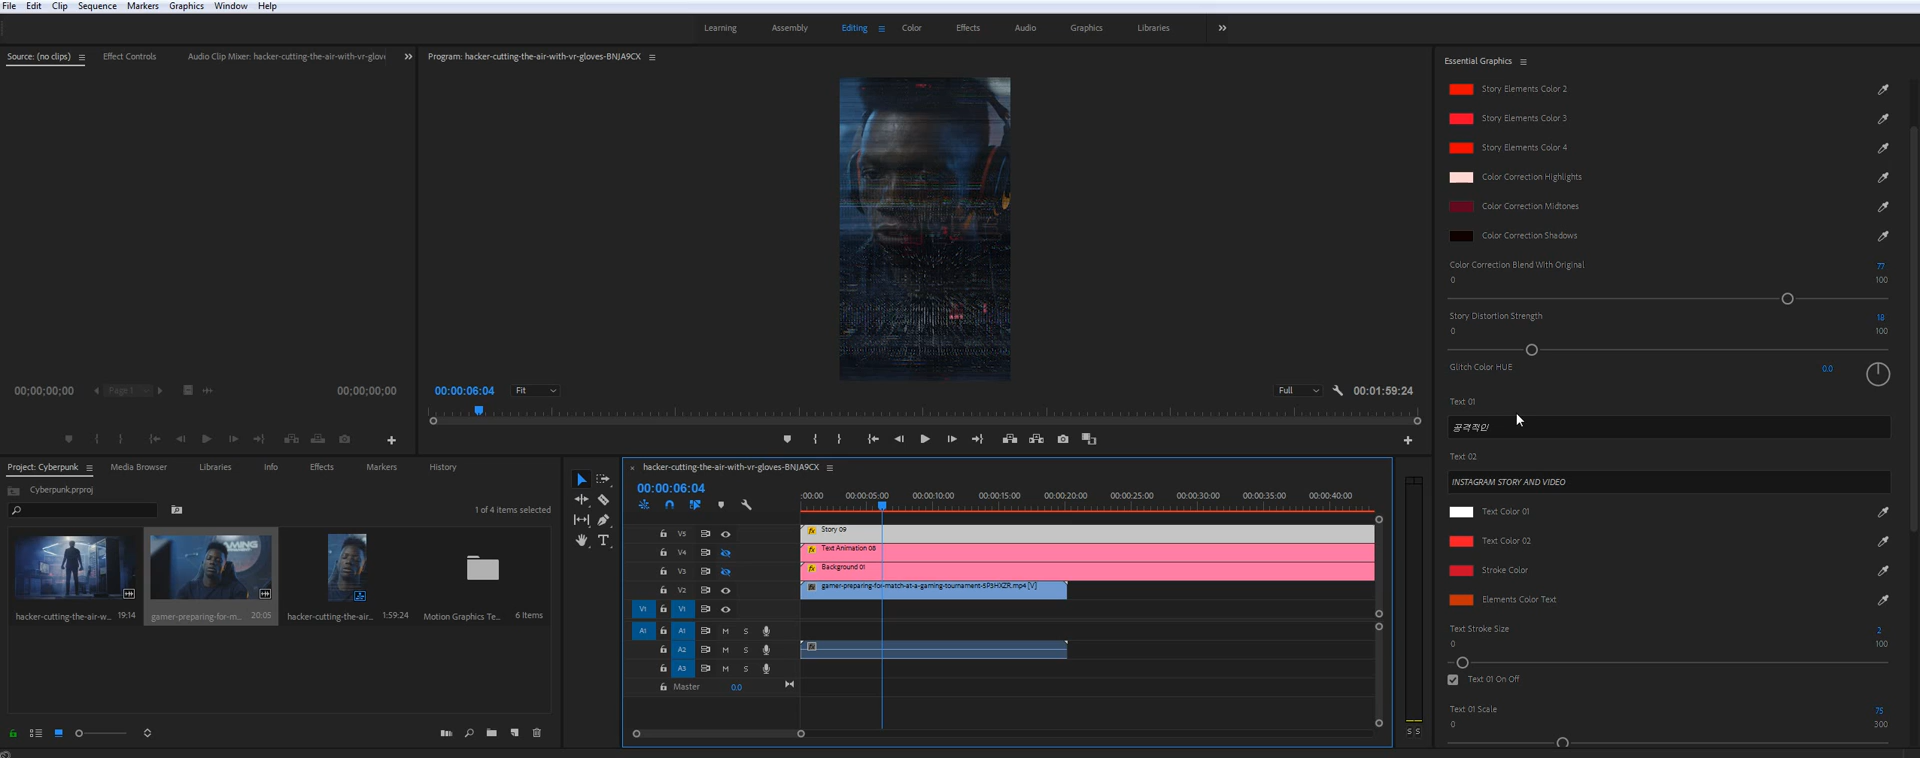 File Edit Clip Sequence Markers Graphics Window Help
Learning Assembly Editing Color Effects Audio Graphics Libraries
Source: (no clips) Effect Controls Audio Clip Mixer: hacker-cutting-the-air-with-vr-glove
Program: hacker-cutting-the-air-with-vr-gloves-BNJA9CX
Essential Graphics
Story Elements Color 2
Story Elements Color 3
Story Elements Color 4
Color Correction Highlights
Color Correction Midtones
Color Correction Shadows
Color Correction Blend With Original 77
0 100
Story Distortion Strength 18
0 100
Glitch Color HUE 0.0
Text 01
공격적인
Text 02
INSTAGRAM STORY AND VIDEO
Text Color 01
Text Color 02
Stroke Color
Elements Color Text
Text Stroke Size 2
0 100
Text 01 On Off
Text 01 Scale 75
0 300
00;00;00;00 Page 1 00;00;00;00
00:00:06:04 Fit Full 00:01:59:24
Project: Cyberpunk Media Browser Libraries Info Effects Markers History
Cyberpunk.prproj
1 of 4 items selected
GAMING
hacker-cutting-the-air-w... 19:14
gamer-preparing-for-m... 20:05
hacker-cutting-the-air... 1:59:24
Motion Graphics Te... 6 Items
hacker-cutting-the-air-with-vr-gloves-BNJA9CX
00:00:06:04
:00:00 00:00:05:00 00:00:10:00 00:00:15:00 00:00:20:00 00:00:25:00 00:00:30:00 00:00:35:00 00:00:40:00
V5 Story 09
V4 Text Animation 08
V3 Background 01
V2 gamer-preparing-for-match-at-a-gaming-tournament-SP3HXZR.mp4 [V]
V1 V1
A1 A1 M S
A2 M S
A3 M S
Master 0.0
S S